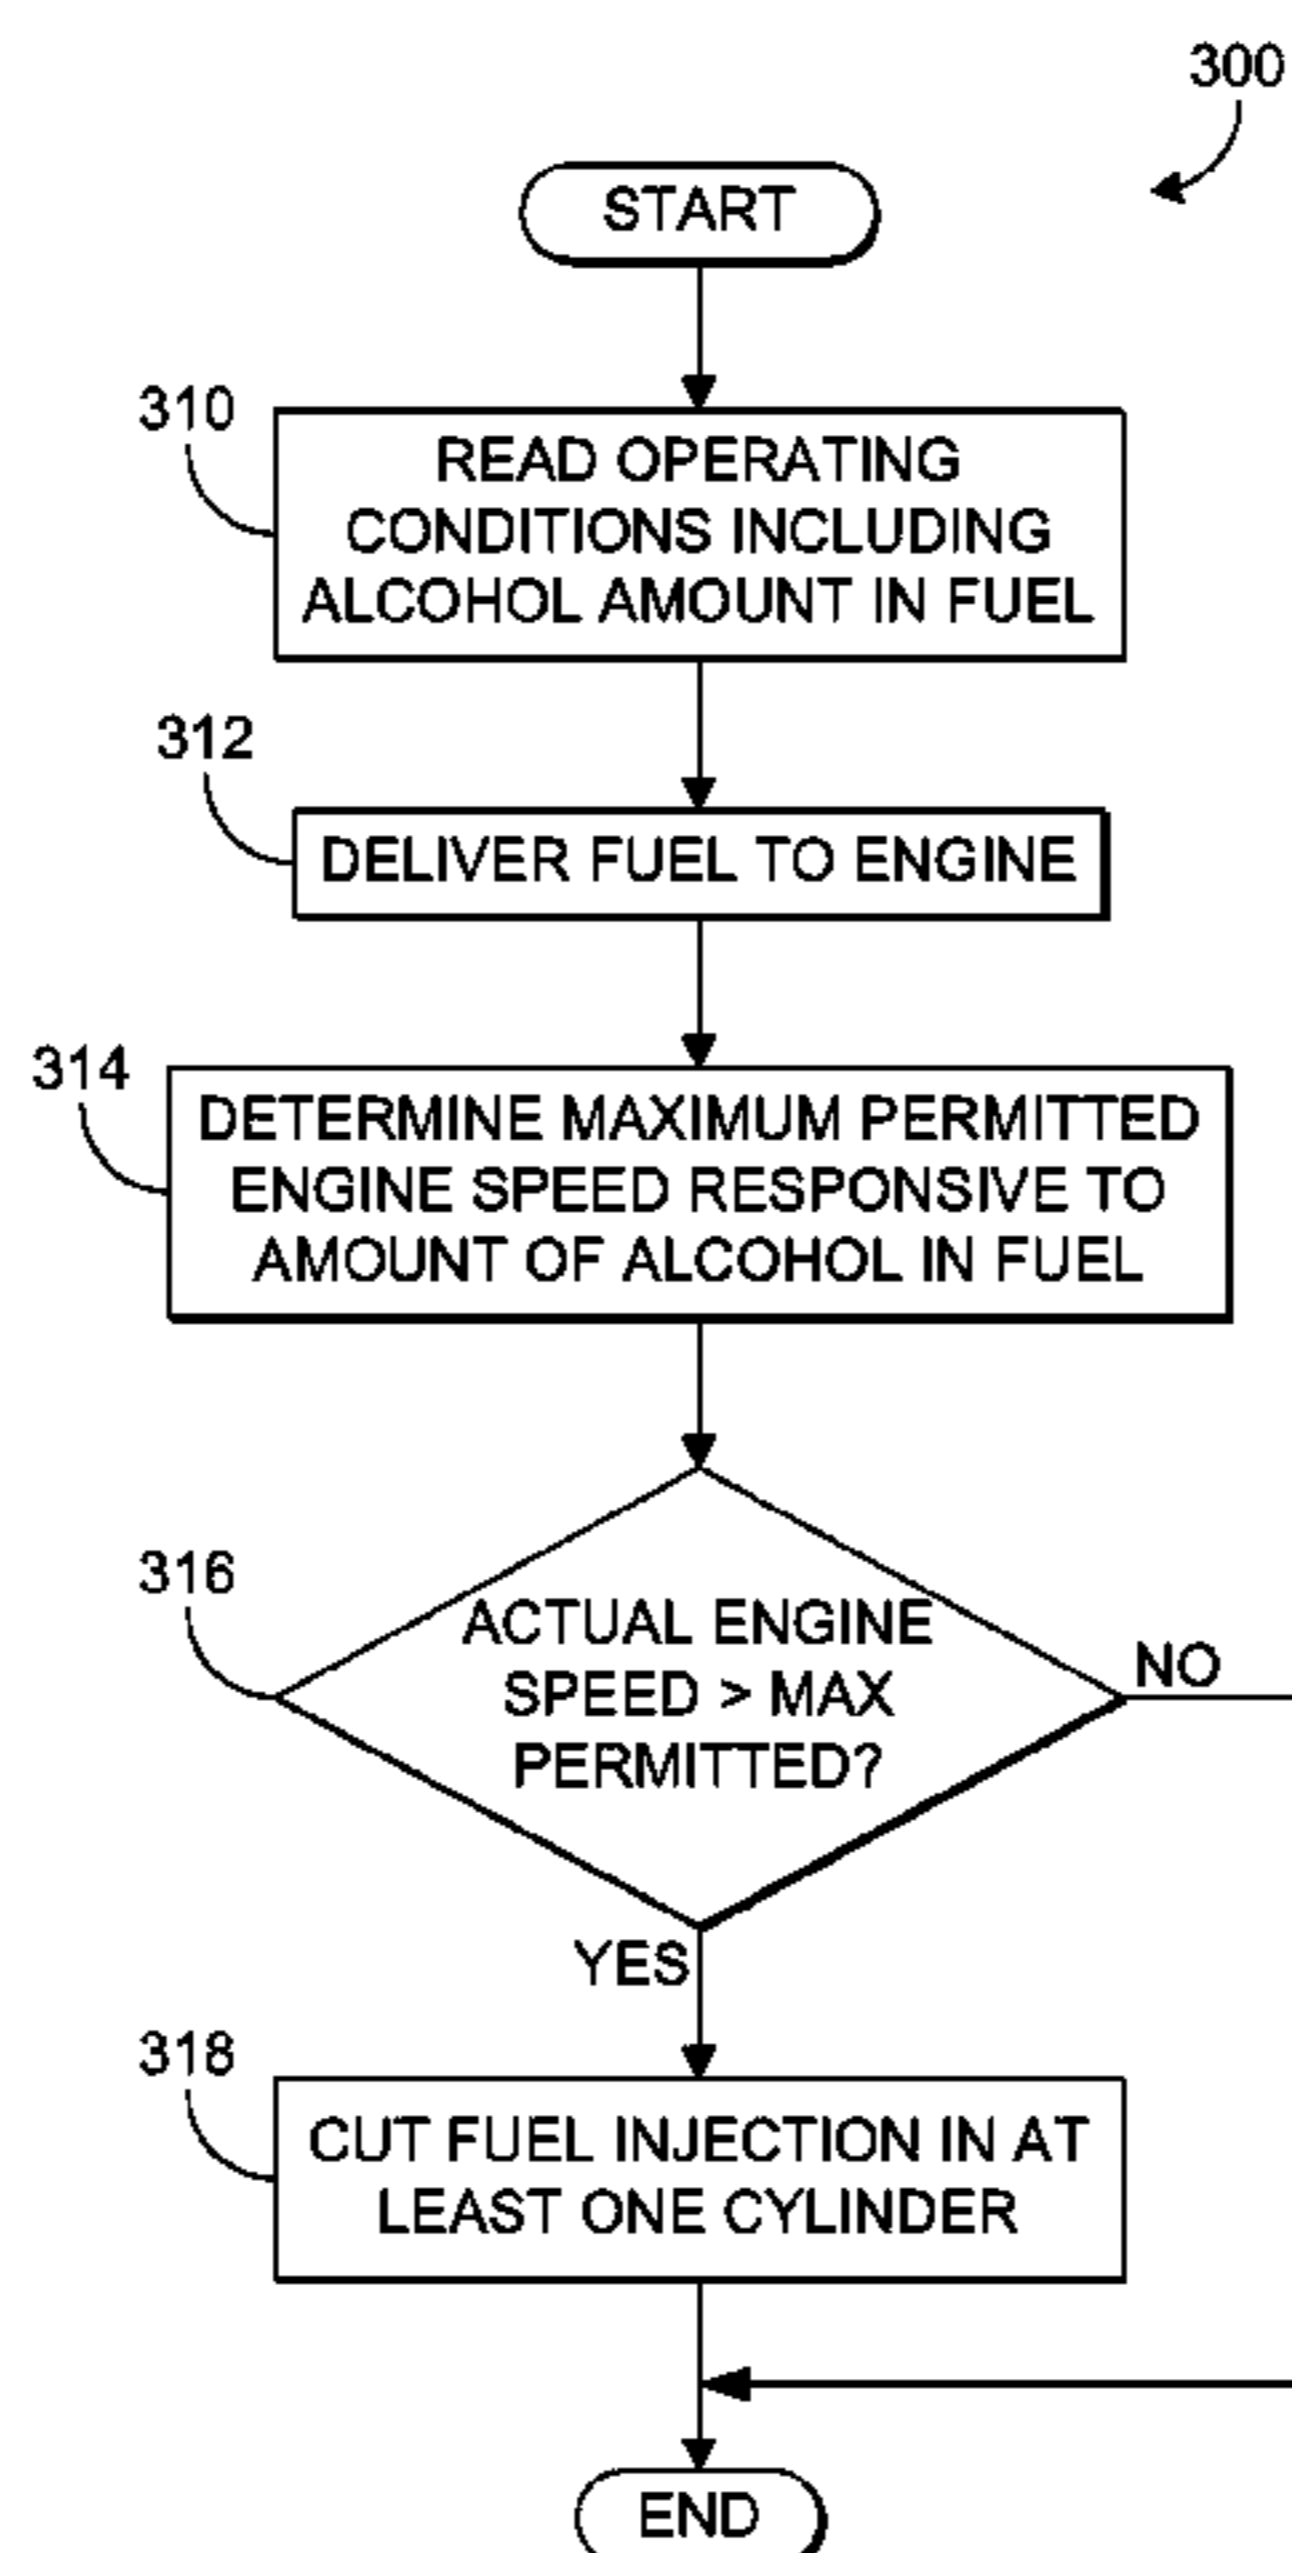 300
START
310
READ OPERATING
CONDITIONS INCLUDING
ALCOHOL AMOUNT IN FUEL
312
DELIVER FUEL TO ENGINE
314
DETERMINE MAXIMUM PERMITTED
ENGINE SPEED RESPONSIVE TO
AMOUNT OF ALCOHOL IN FUEL
316
ACTUAL ENGINE
SPEED > MAX
PERMITTED?
NO
YES
318
CUT FUEL INJECTION IN AT
LEAST ONE CYLINDER
END